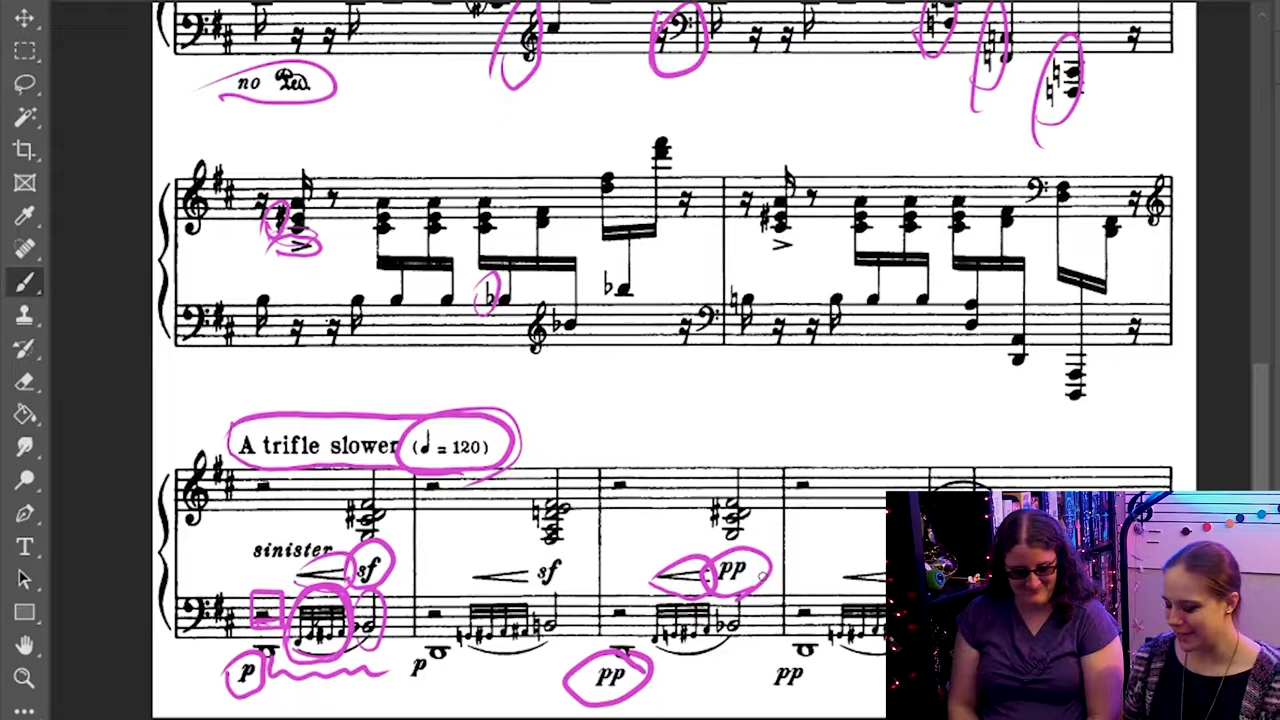 no Ped.
A trifle slower (♩ = 120)
sinister
sf sf pp
p p pp pp